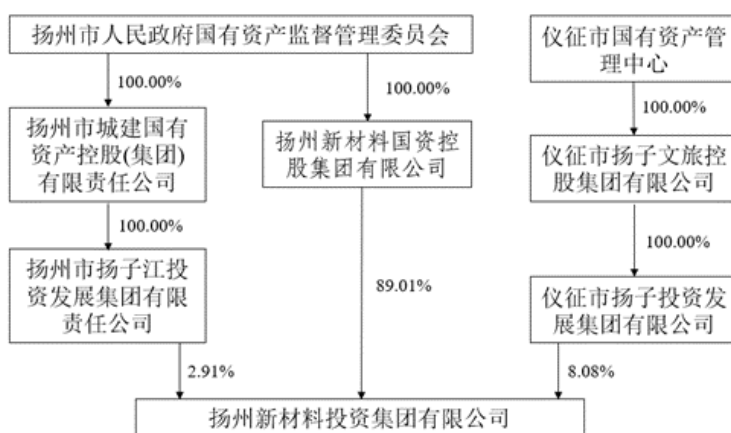 扬州市人民政府国有资产监督管理委员会
仪征市国有资产管
理中心
100.00%
100.00%
100.00%
扬州市城建国有
资产控股(集团)
有限责任公司
扬州新材料国资控
股集团有限公司
仪征市扬子文旅控
股集团有限公司
100.00%
100.00%
扬州市扬子江投
资发展集团有限
责任公司
89.01%
仪征市扬子投资发
展集团有限公司
2.91%
8.08%
扬州新材料投资集团有限公司